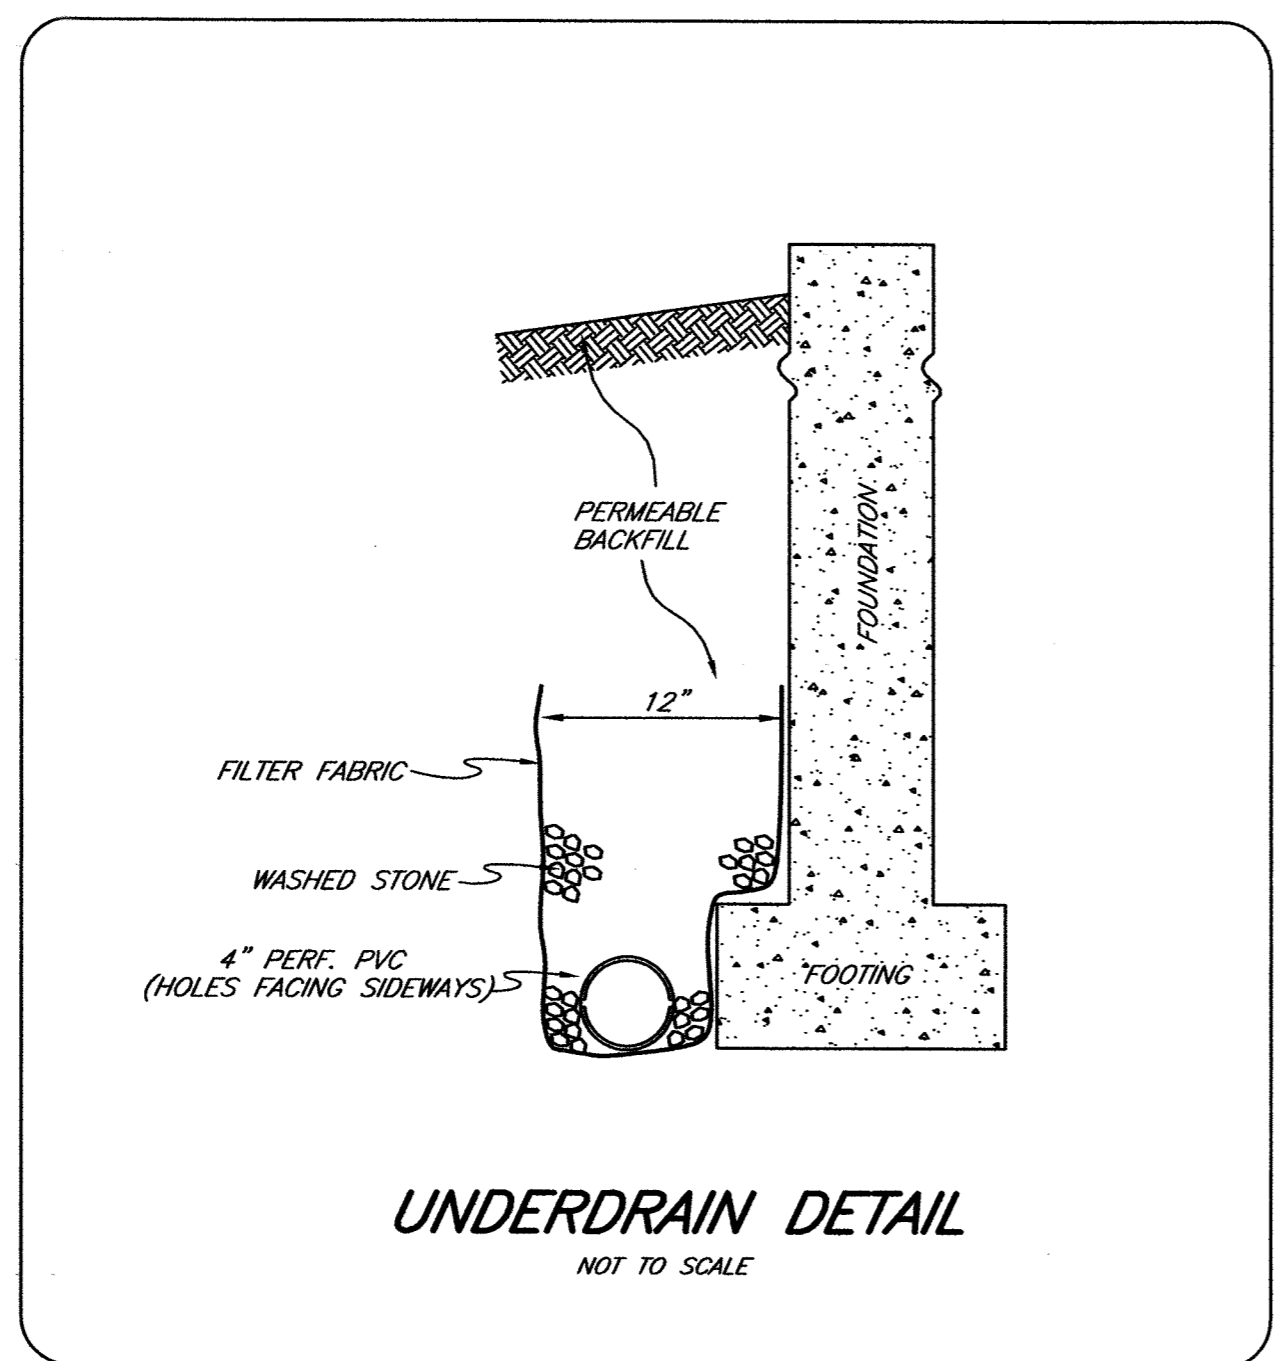 PERMEABLE
BACKFILL
FOUNDATION
12"
FILTER FABRIC
WASHED STONE
4" PERF. PVC
(HOLES FACING SIDEWAYS)
FOOTING
UNDERDRAIN DETAIL
NOT TO SCALE